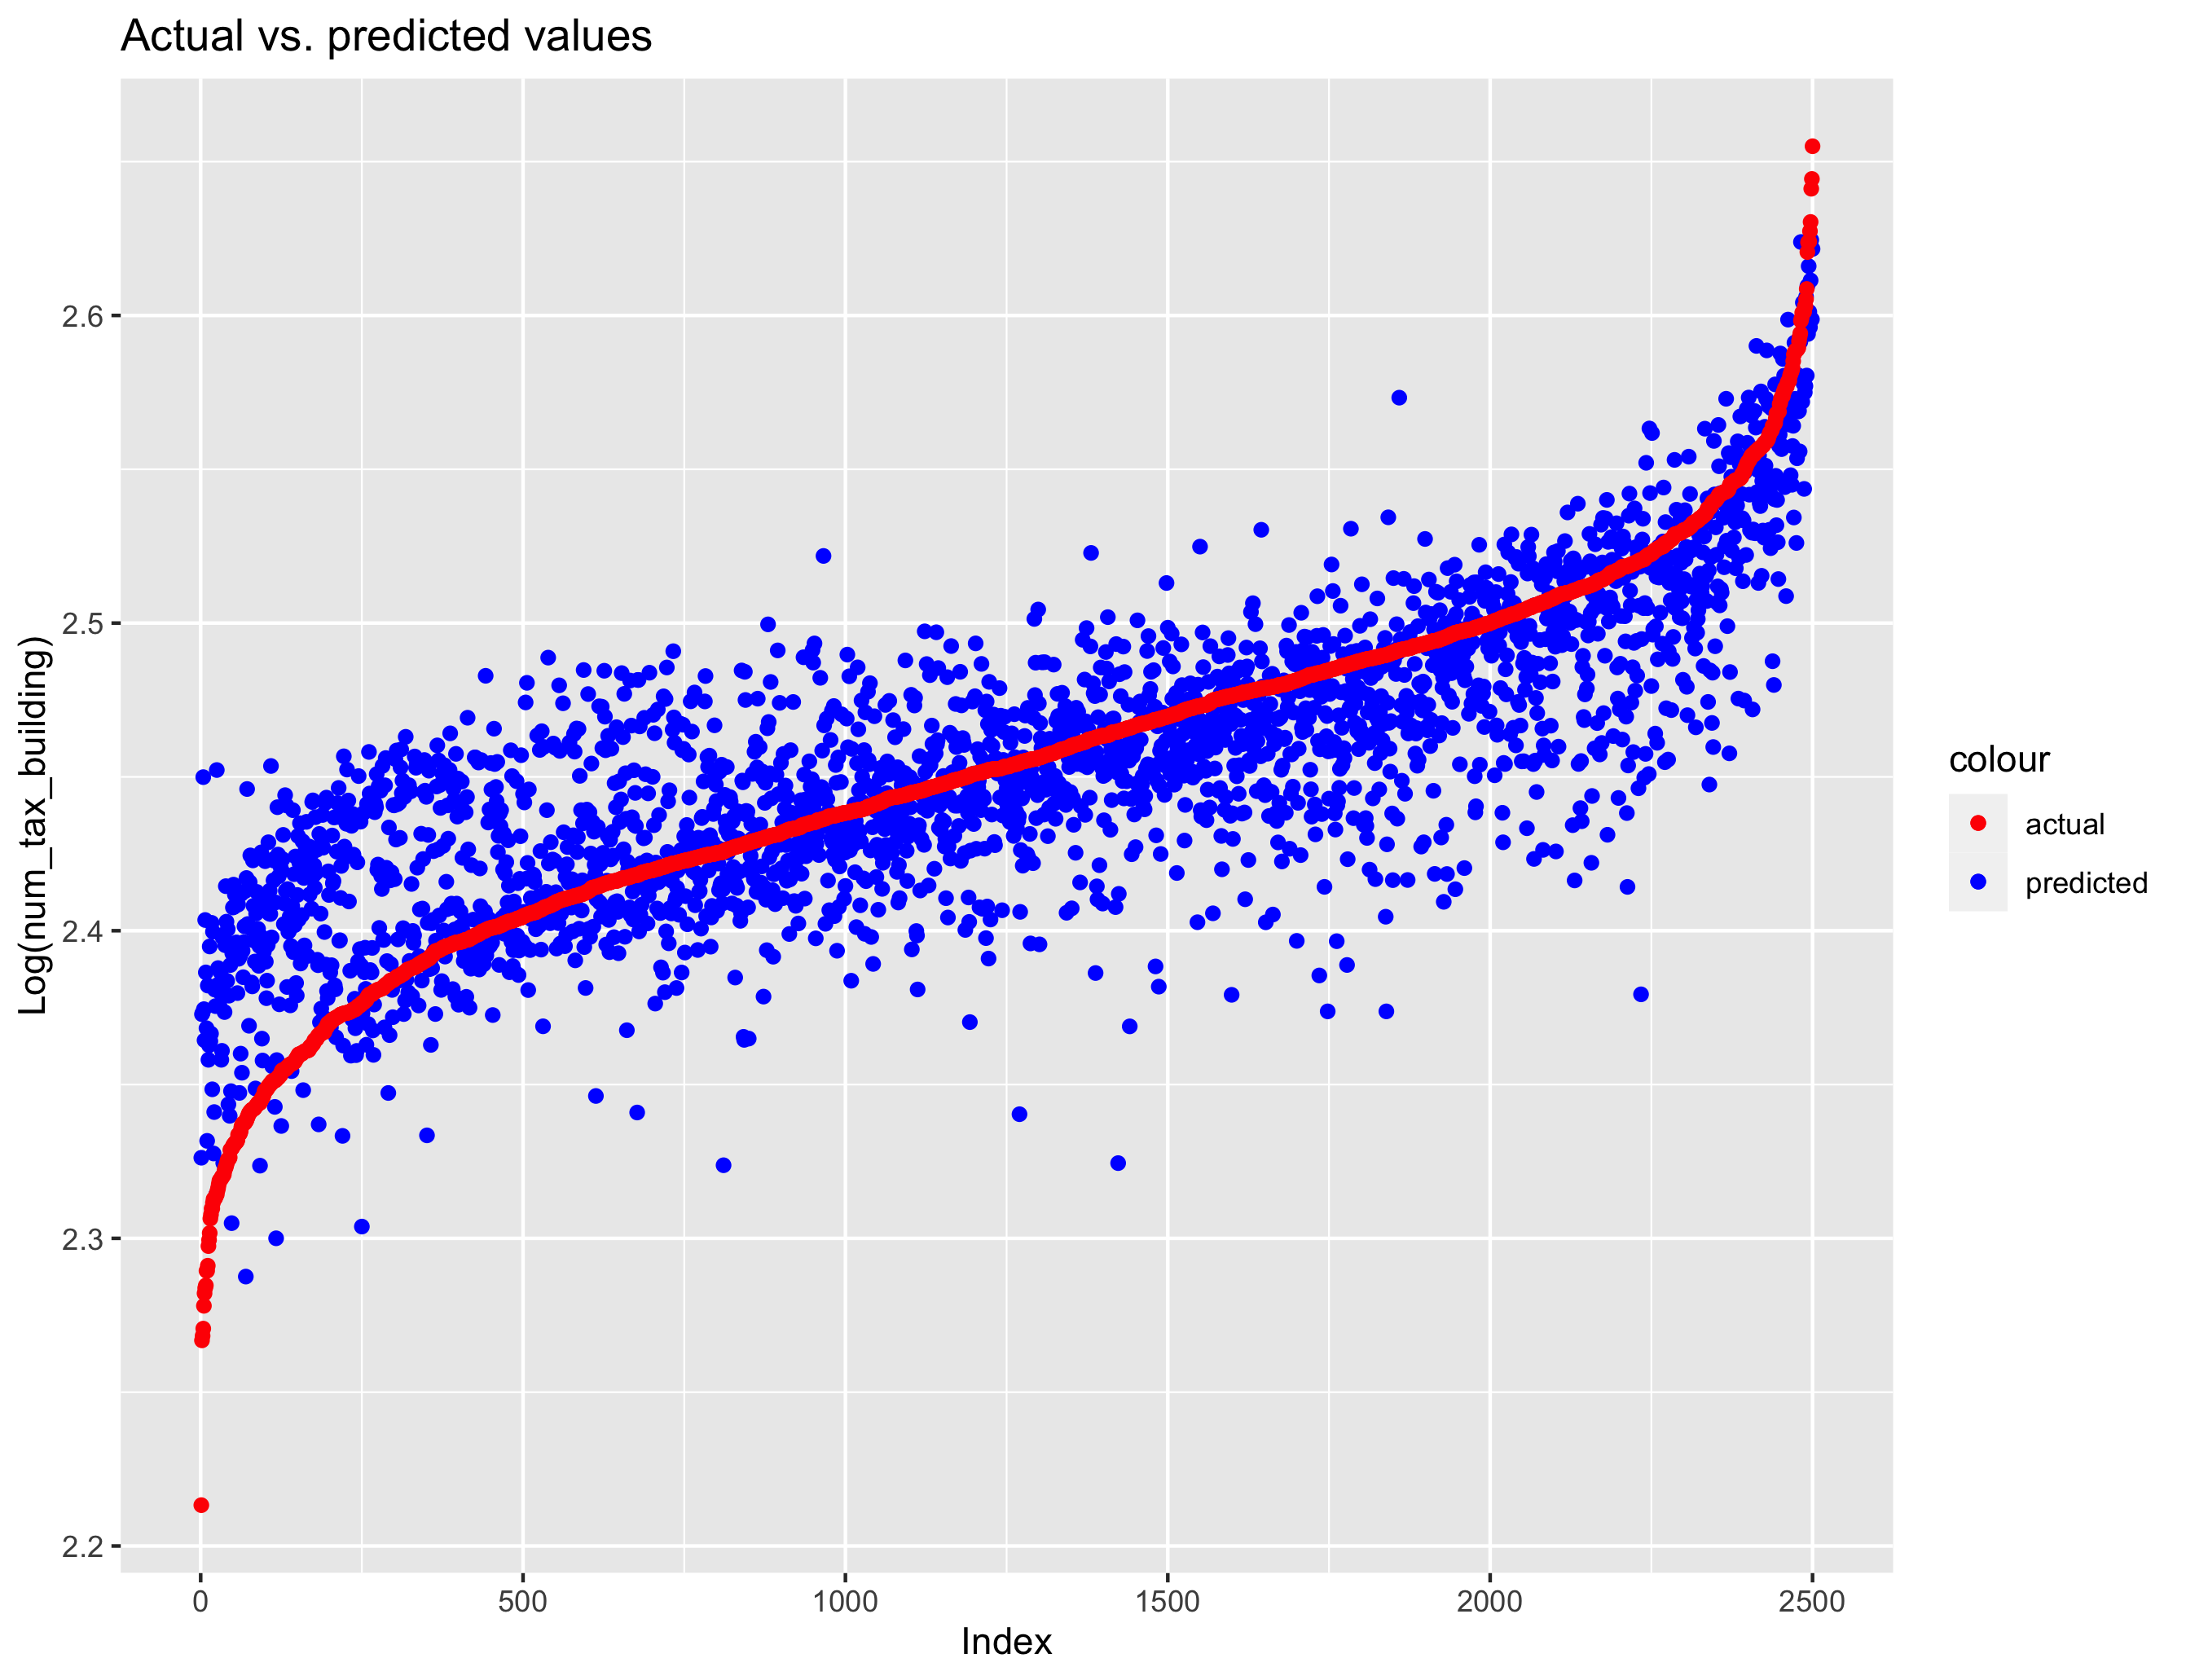 Actual vs. predicted values
Log(num_tax_building)
2.6
2.5
2.4
2.3
2.2
0 500 1000 1500 2000 2500
Index
colour
actual
predicted